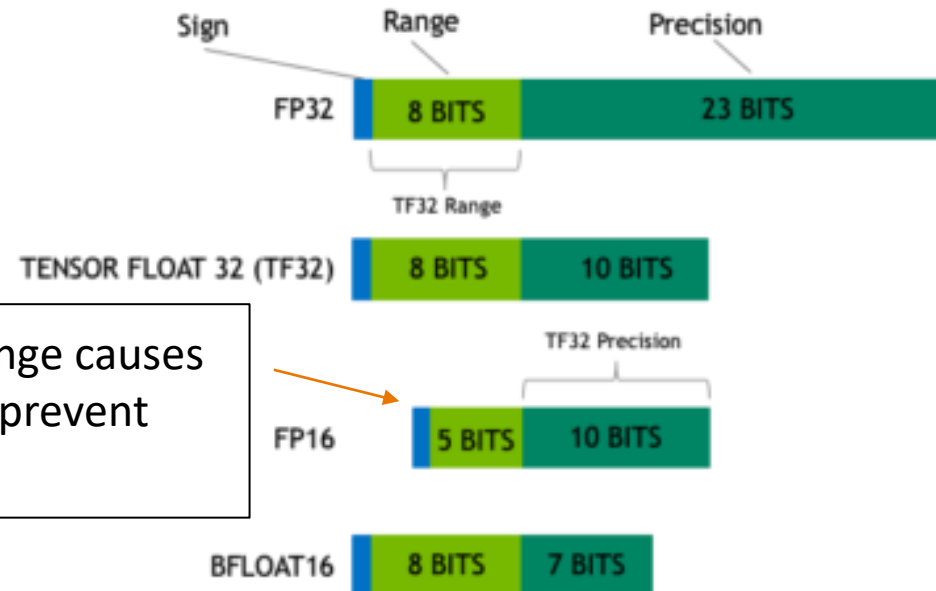 Sign Range Precision
FP32 8 BITS 23 BITS
TF32 Range
TENSOR FLOAT 32 (TF32) 8 BITS 10 BITS
nge causes
prevent
TF32 Precision
FP16 5 BITS 10 BITS
BFLOAT16 8 BITS 7 BITS